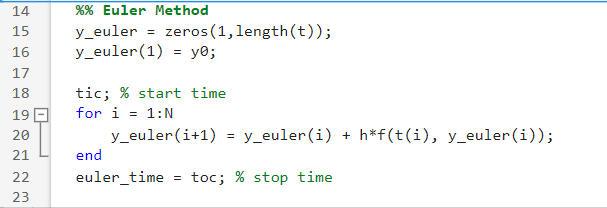 14 %% Euler Method
15 y_euler = zeros(1,length(t));
16 y_euler(1) = y0;
17
18 tic; % start time
19 for i = 1:N
20 y_euler(i+1) = y_euler(i) + h*f(t(i), y_euler(i));
21 end
22 euler_time = toc; % stop time
23